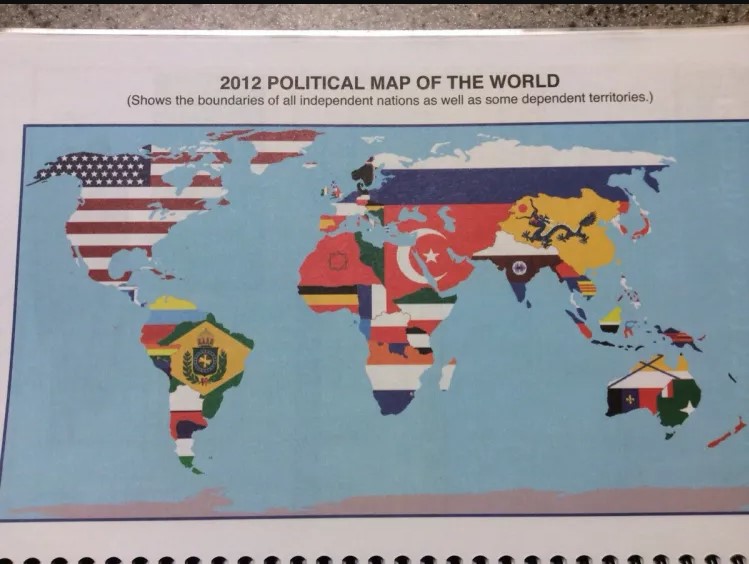 2012 POLITICAL MAP OF THE WORLD
(Shows the boundaries of all independent nations as well as some dependent territories.)